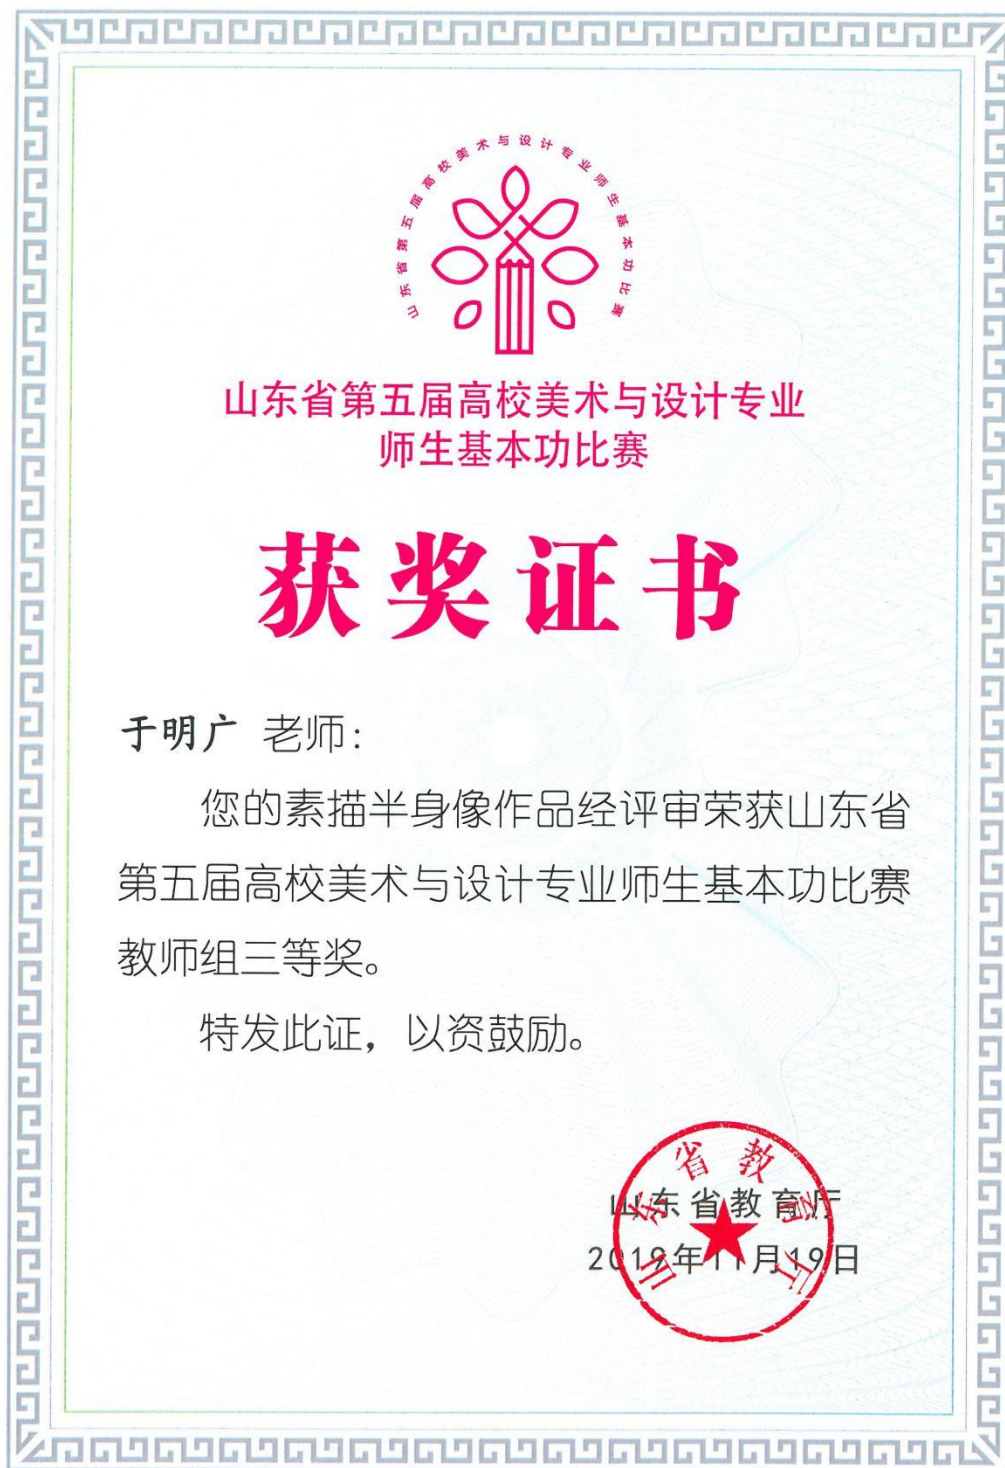 山东省第五届高校美术与设计专业师生基本功比赛
山东省第五届高校美术与设计专业
师生基本功比赛
获奖证书
于明广 老师：
您的素描半身像作品经评审荣获山东省
第五届高校美术与设计专业师生基本功比赛
教师组三等奖。
特发此证，以资鼓励。
山东省教育厅
2019年11月19日
山东省教育厅